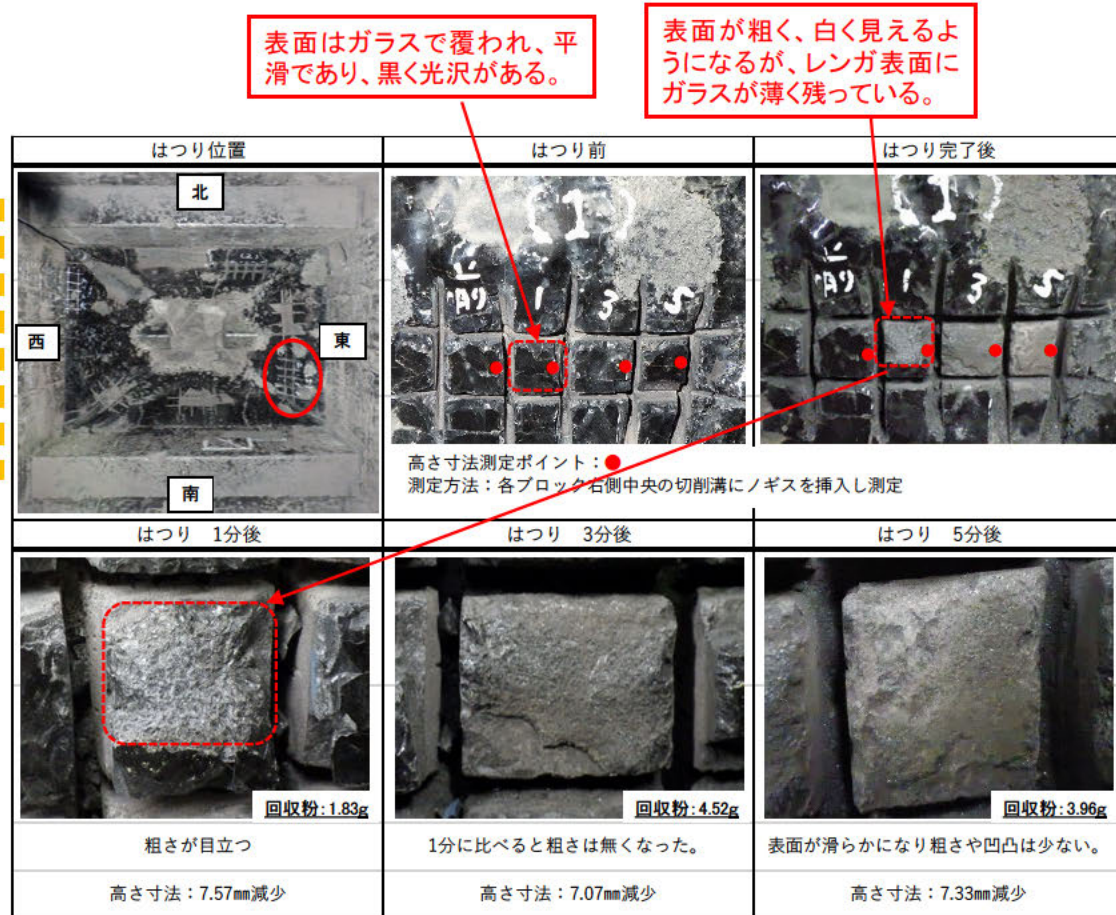 表面はガラスで覆われ、平
滑であり、黒く光沢がある。
表面が粗く、白く見えるよ
うになるが、レンガ表面に
ガラスが薄く残っている。
はつり位置
はつり前
はつり完了後
北
西
東
南
1
3
5
1
3
5
高さ寸法測定ポイント：●
測定方法：各ブロック右側中央の切削溝にノギスを挿入し測定
はつり　1分後
はつり　3分後
はつり　5分後
回収粉：1.83g
回収粉：4.52g
回収粉：3.96g
粗さが目立つ
1分に比べると粗さは無くなった。
表面が滑らかになり粗さや凹凸は少ない。
高さ寸法：7.57㎜減少
高さ寸法：7.07㎜減少
高さ寸法：7.33㎜減少